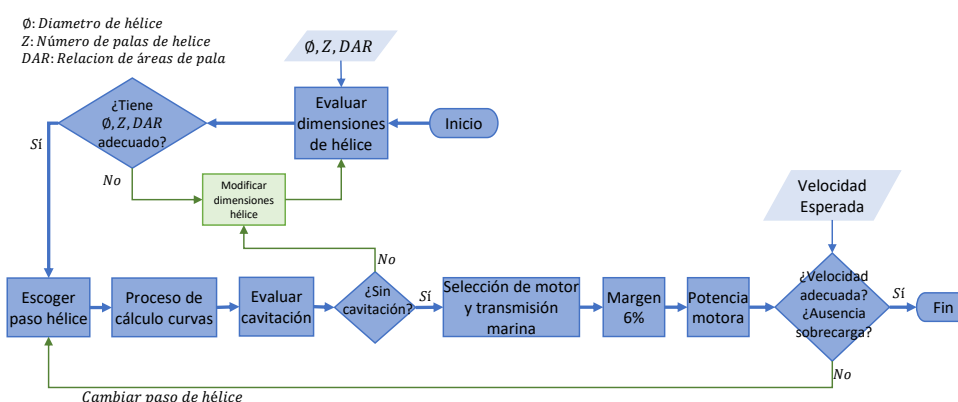 ∅: Diametro de hélice
Z: Número de palas de helice
DAR: Relacion de áreas de pala
∅, Z, DAR
Inicio
Evaluar
dimensiones
de hélice
¿Tiene
∅, Z, DAR
adecuado?
Sí
No
Modificar
dimensiones
hélice
Escoger
paso hélice
Proceso de
cálculo curvas
Evaluar
cavitación
¿Sin
cavitación?
No
Sí
Selección de motor
y transmisión
marina
Margen
6%
Potencia
motora
Velocidad
Esperada
¿Velocidad
adecuada?
¿Ausencia
sobrecarga?
Sí
Fin
No
Cambiar paso de hélice